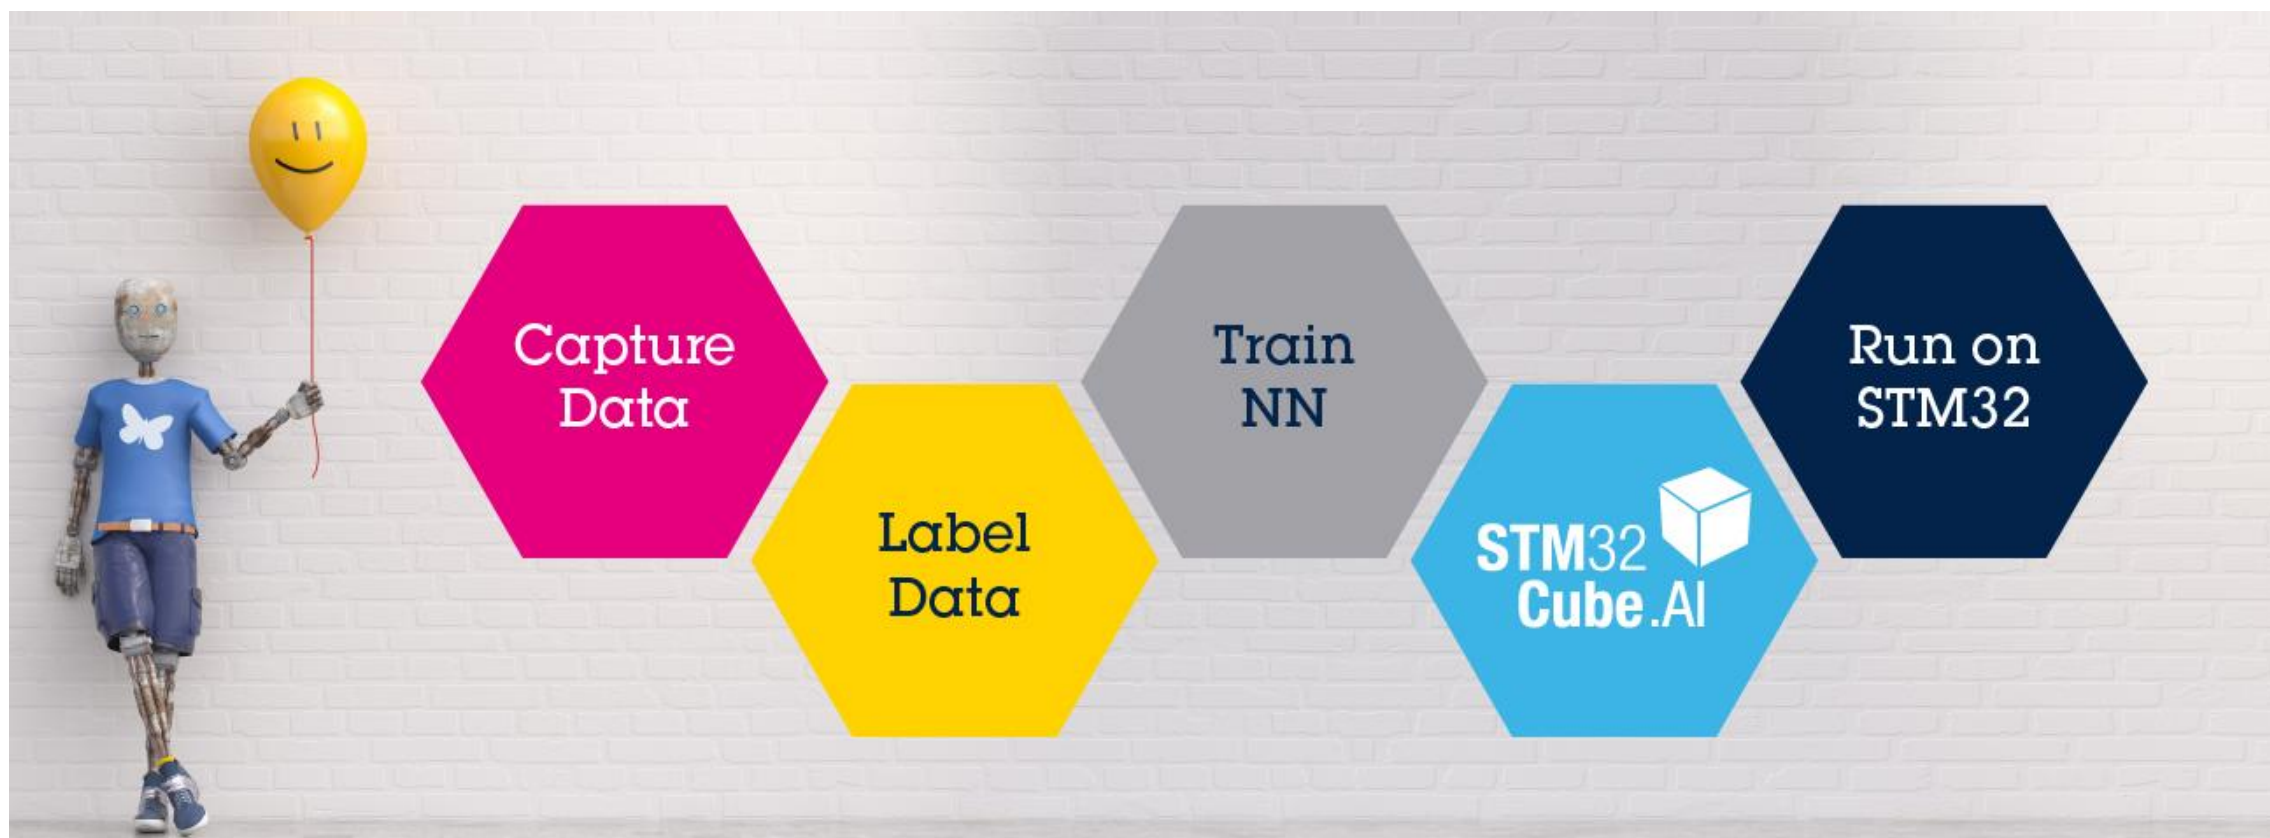 Capture
Data
Label
Data
Train
NN
STM32
Cube.AI
Run on
STM32